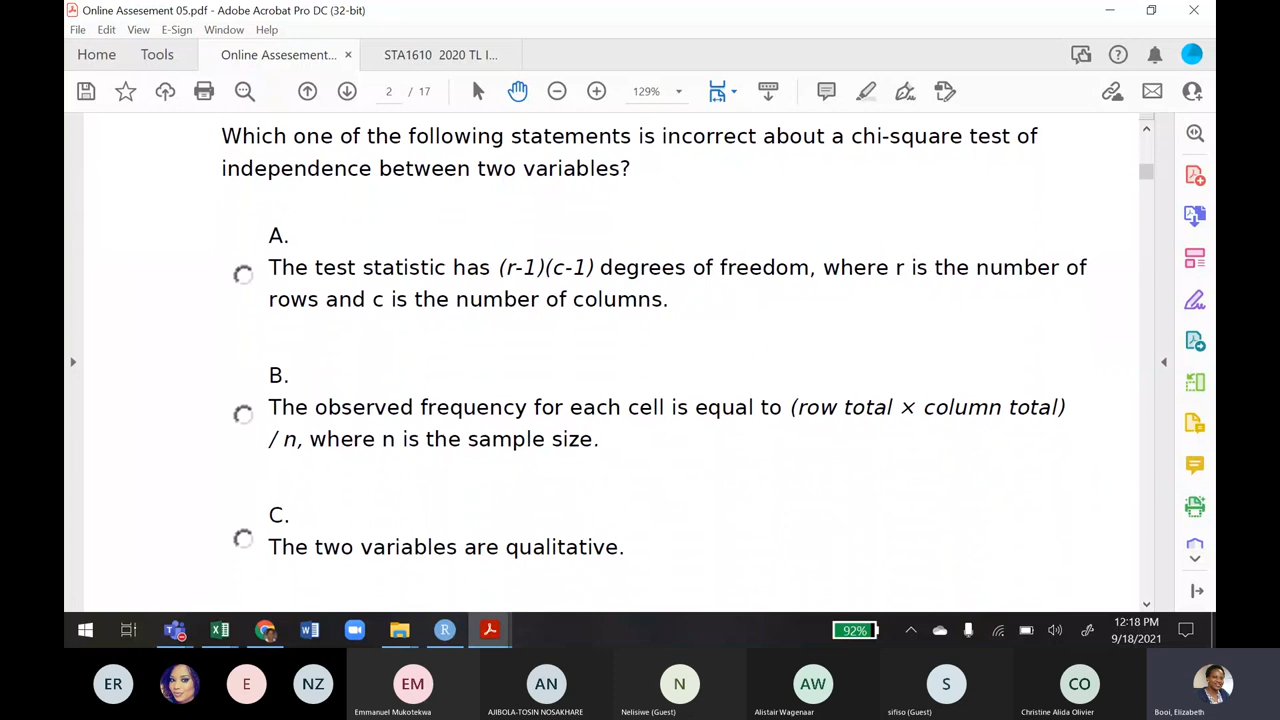 Online Assesement 05.pdf - Adobe Acrobat Pro DC (32-bit)
File Edit View E-Sign Window Help
Home Tools Online Assesement... × STA1610 2020 TL I...
2 / 17 129%
Which one of the following statements is incorrect about a chi-square test of
independence between two variables?
A.
The test statistic has (r-1)(c-1) degrees of freedom, where r is the number of
rows and c is the number of columns.
B.
The observed frequency for each cell is equal to (row total × column total)
/ n, where n is the sample size.
C.
The two variables are qualitative.
92% 12:18 PM
9/18/2021
ER E NZ EM AN N AW S CO
Emmanuel Mukotekwa AJIBOLA-TOSIN NOSAKHARE Nelisiwe (Guest) Alistair Wagenaar sifiso (Guest) Christine Alida Olivier Booi, Elizabeth